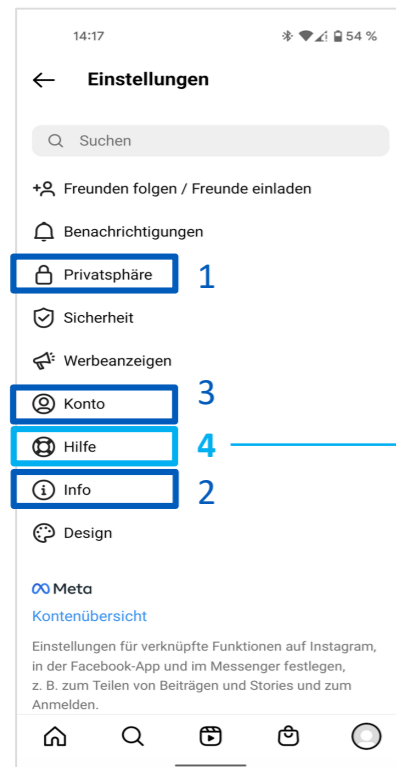 14:17 54 %
Einstellungen
Suchen
Freunden folgen / Freunde einladen
Benachrichtigungen
Privatsphäre 1
Sicherheit
Werbeanzeigen
Konto 3
Hilfe 4
Info 2
Design
Meta
Kontenübersicht
Einstellungen für verknüpfte Funktionen auf Instagram,
in der Facebook-App und im Messenger festlegen,
z. B. zum Teilen von Beiträgen und Stories und zum
Anmelden.